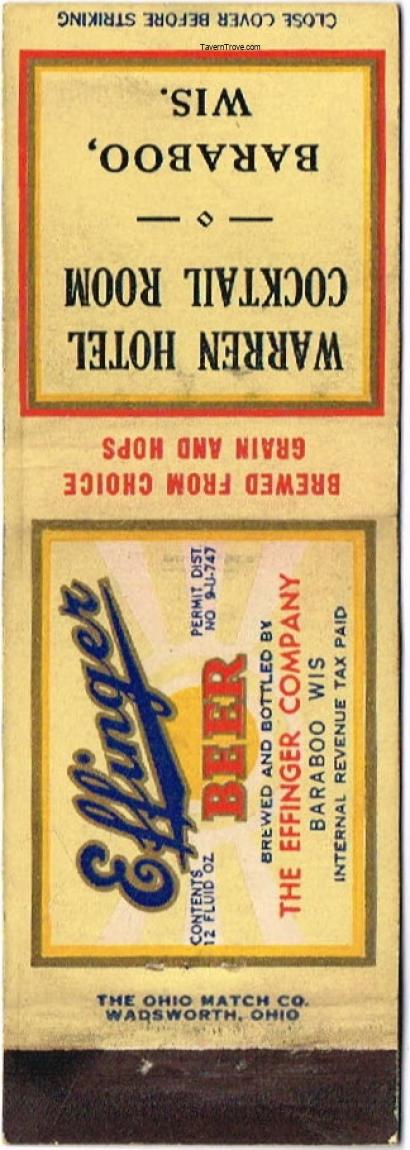 CLOSE COVER BEFORE STRIKING
TavernTrove.com
WARREN HOTEL
COCKTAIL ROOM
BARABOO,
WIS.
BREWED FROM CHOICE
GRAIN AND HOPS
Effinger
CONTENTS
12 FLUID OZ
PERMIT DIST.
NO 9-U-747
BEER
BREWED AND BOTTLED BY
THE EFFINGER COMPANY
BARABOO WIS
INTERNAL REVENUE TAX PAID
THE OHIO MATCH CO.
WADSWORTH, OHIO